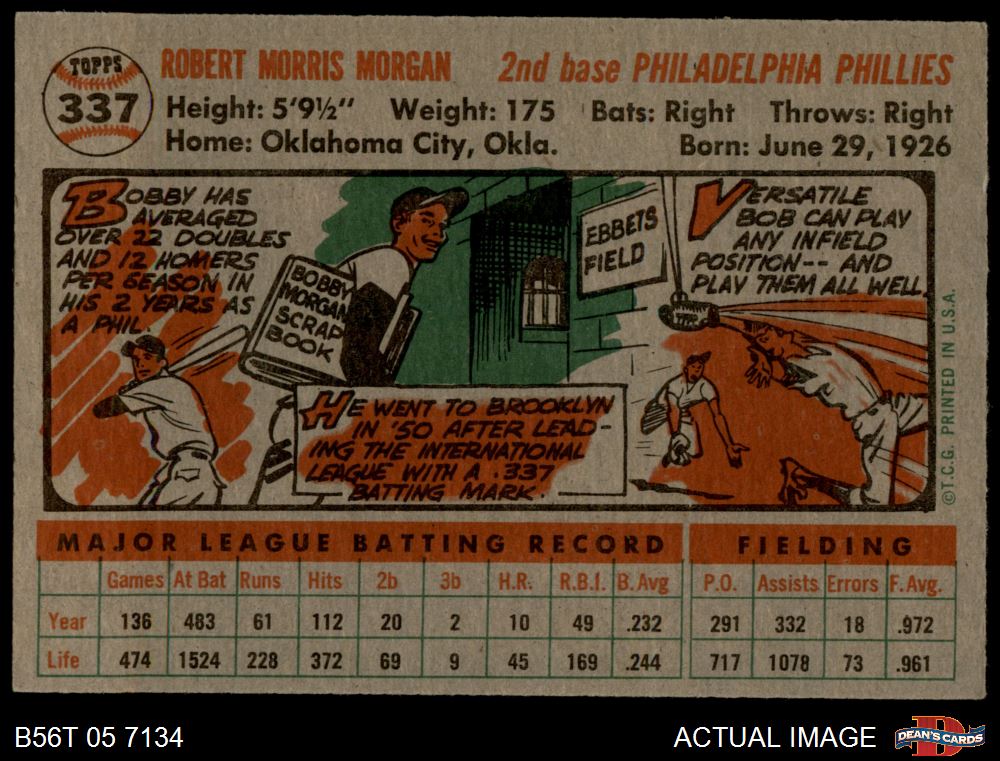 TOPPS
337
ROBERT MORRIS MORGAN 2nd base PHILADELPHIA PHILLIES
Height: 5'9½" Weight: 175 Bats: Right Throws: Right
Home: Oklahoma City, Okla. Born: June 29, 1926
BOBBY HAS
AVERAGED
OVER 22 DOUBLES
AND 12 HOMERS
PER SEASON IN
HIS 2 YEARS AS
A PHIL.
BOBBY
MORGAN
SCRAP
BOOK
EBBETS
FIELD
HE WENT TO BROOKLYN
IN '50 AFTER LEAD-
ING THE INTERNATIONAL
LEAGUE WITH A .337
BATTING MARK.
VERSATILE
BOB CAN PLAY
ANY INFIELD
POSITION-- AND
PLAY THEM ALL WELL.
©T.C.G. PRINTED IN U.S.A.
MAJOR LEAGUE BATTING RECORD FIELDING
Games At Bat Runs Hits 2b 3b H.R. R.B.I. B. Avg P.O. Assists Errors F. Avg.
Year 136 483 61 112 20 2 10 49 .232 291 332 18 .972
Life 474 1524 228 372 69 9 45 169 .244 717 1078 73 .961
B56T 05 7134 ACTUAL IMAGE DEAN'S CARDS